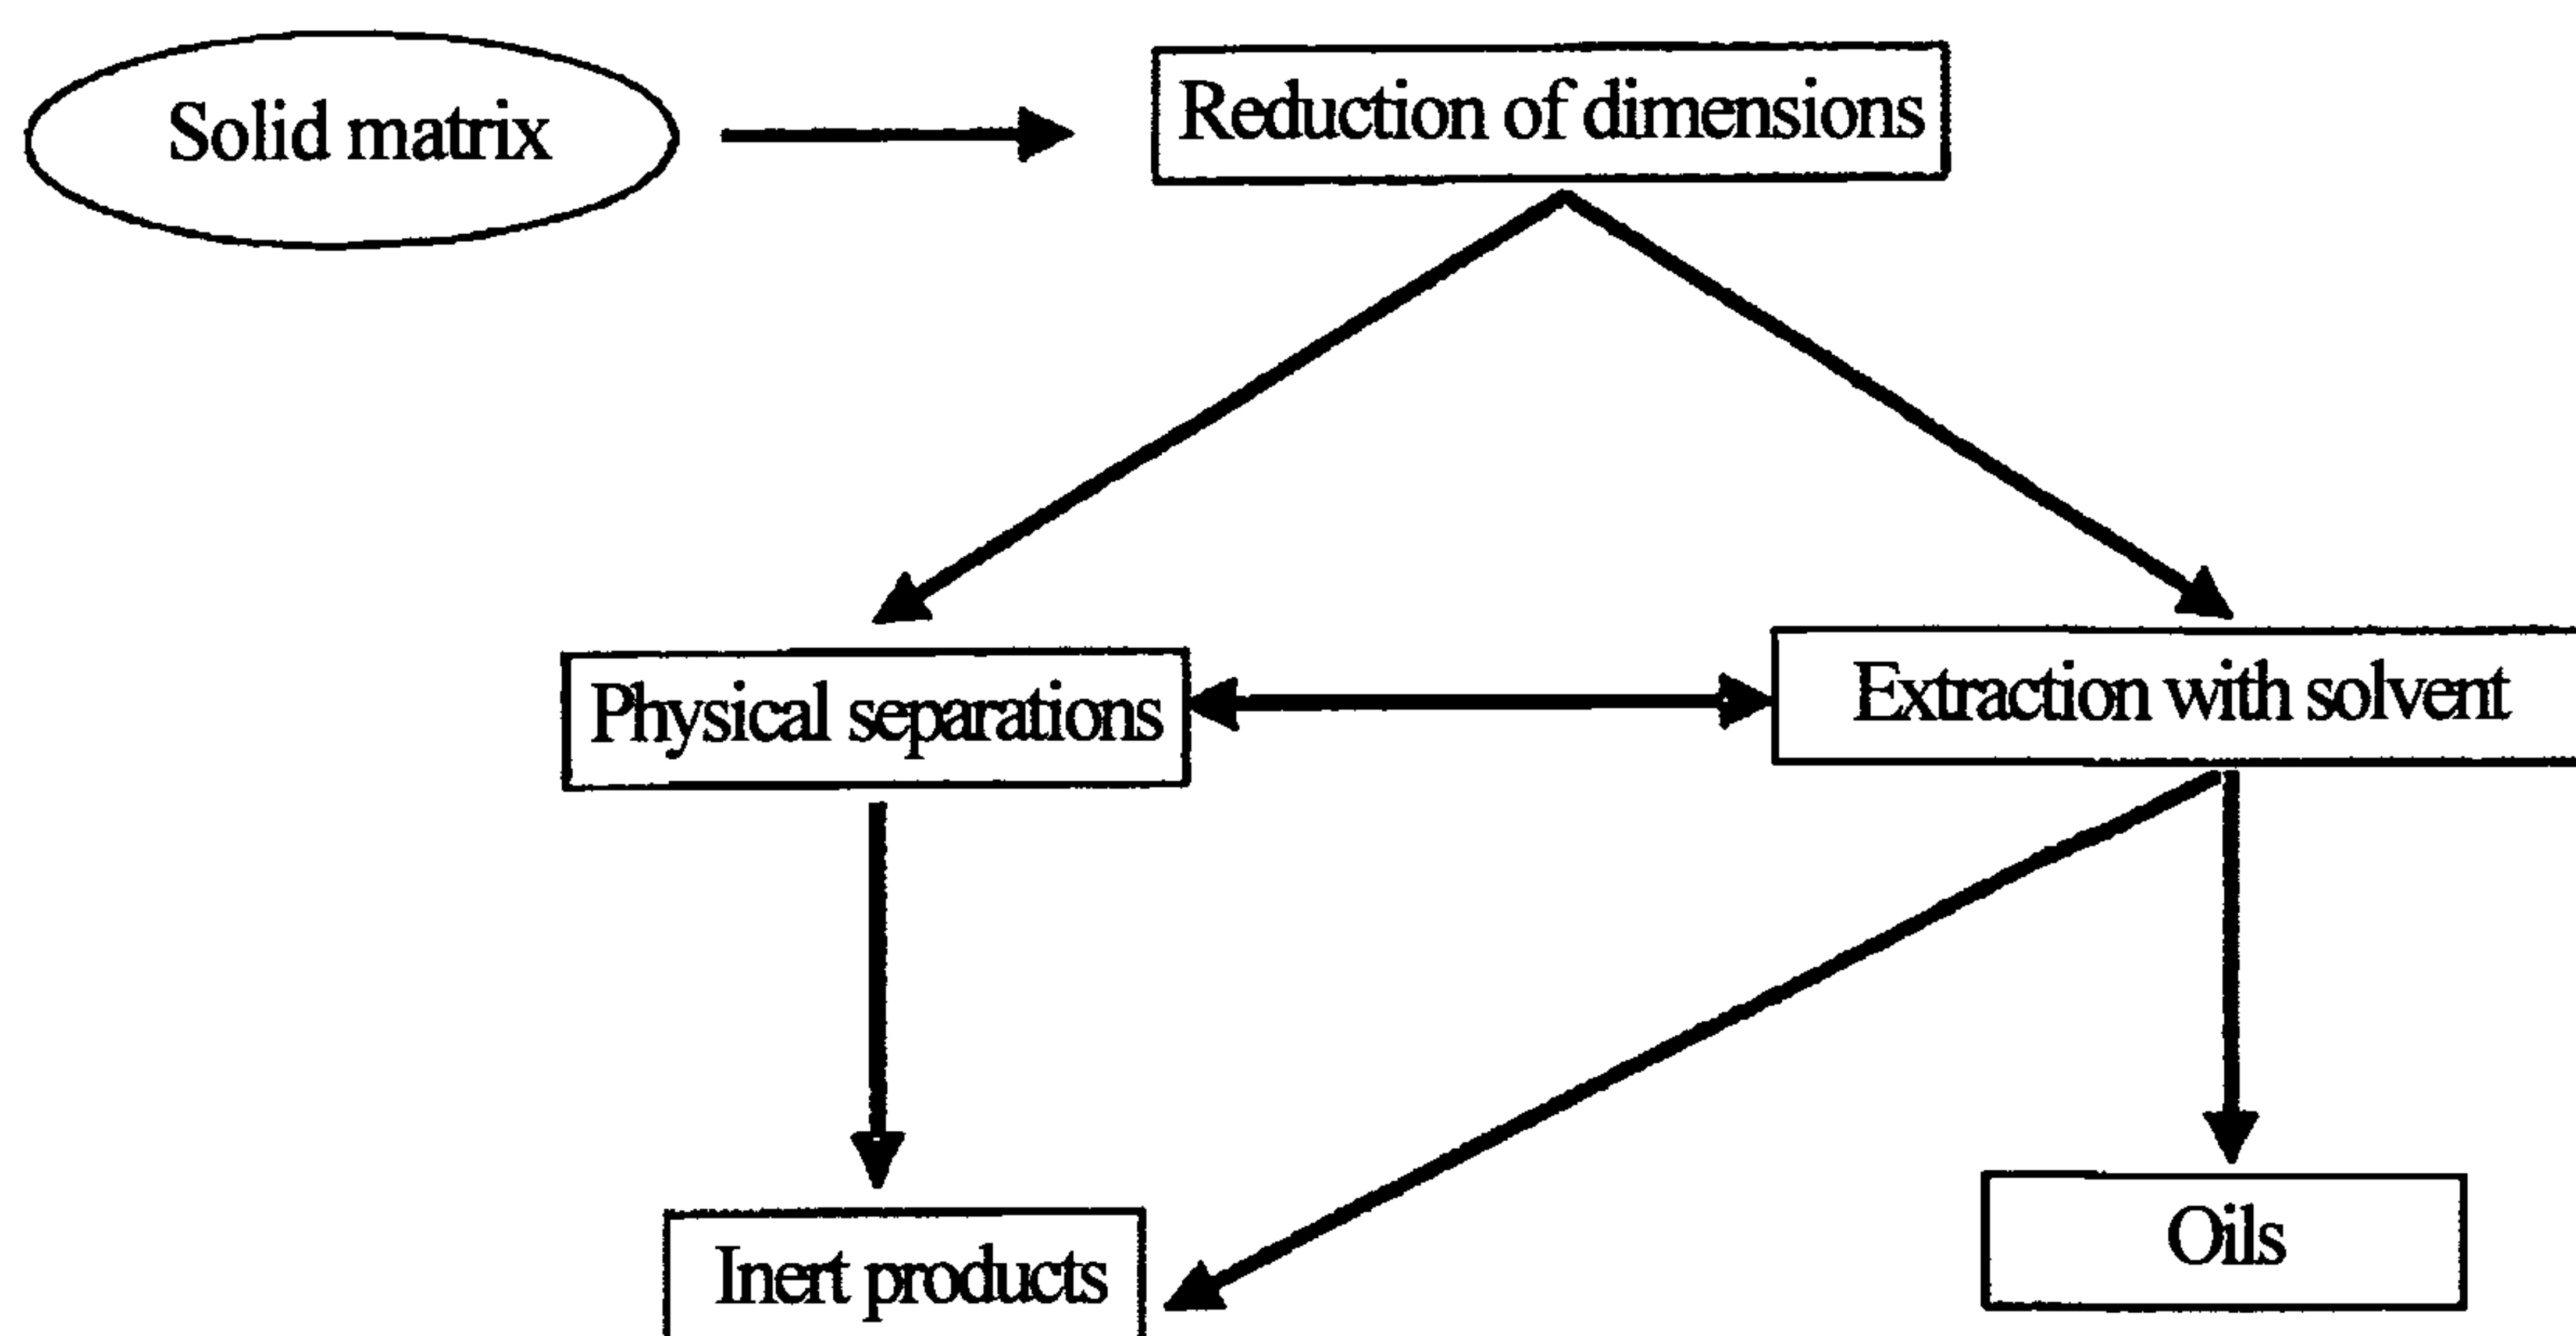 Solid matrix
Reduction of dimensions
Physical separations
Extraction with solvent
Inert products
Oils